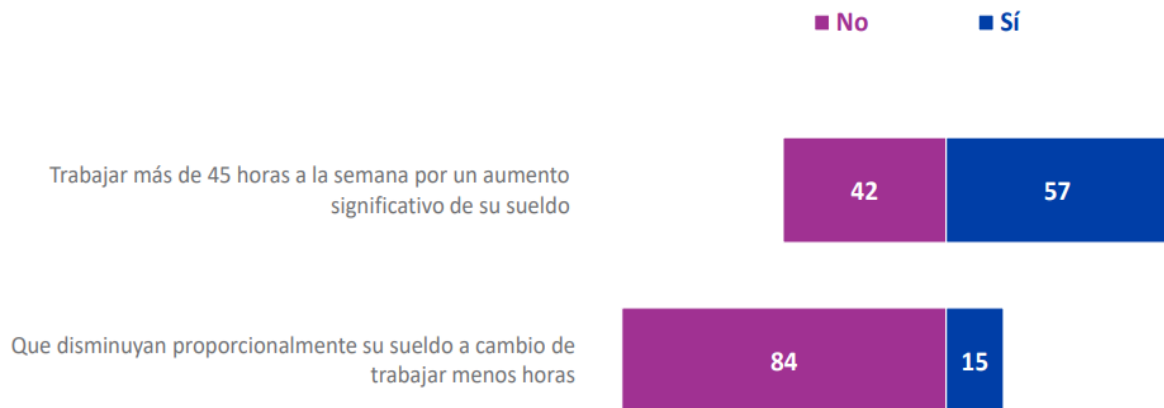 No Sí
Trabajar más de 45 horas a la semana por un aumento
significativo de su sueldo
42 57
Que disminuyan proporcionalmente su sueldo a cambio de
trabajar menos horas
84 15